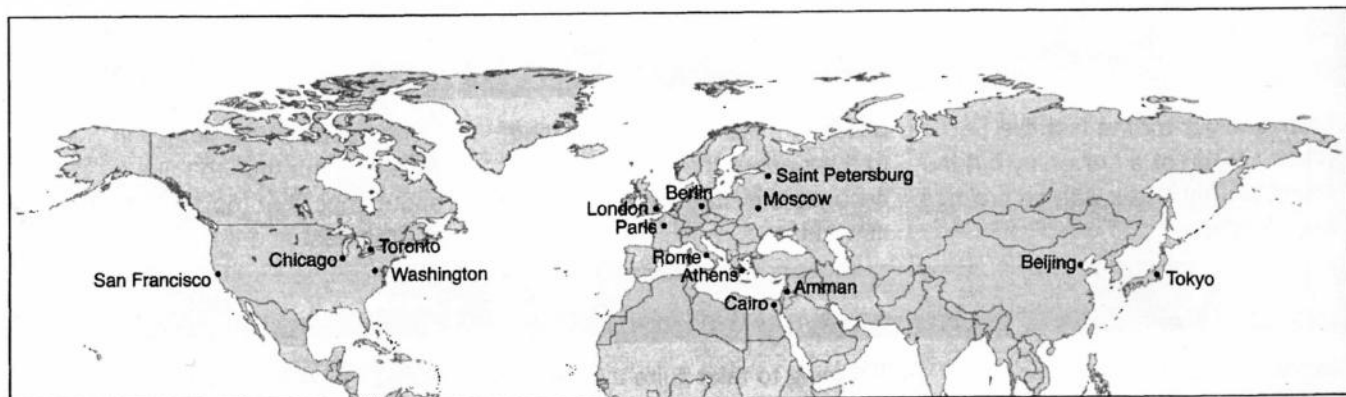 Saint Petersburg
Berlin
Moscow
London
Paris
Toronto
Chicago
Rome
Beijing
San Francisco
Washington
Athens
Tokyo
Amman
Cairo